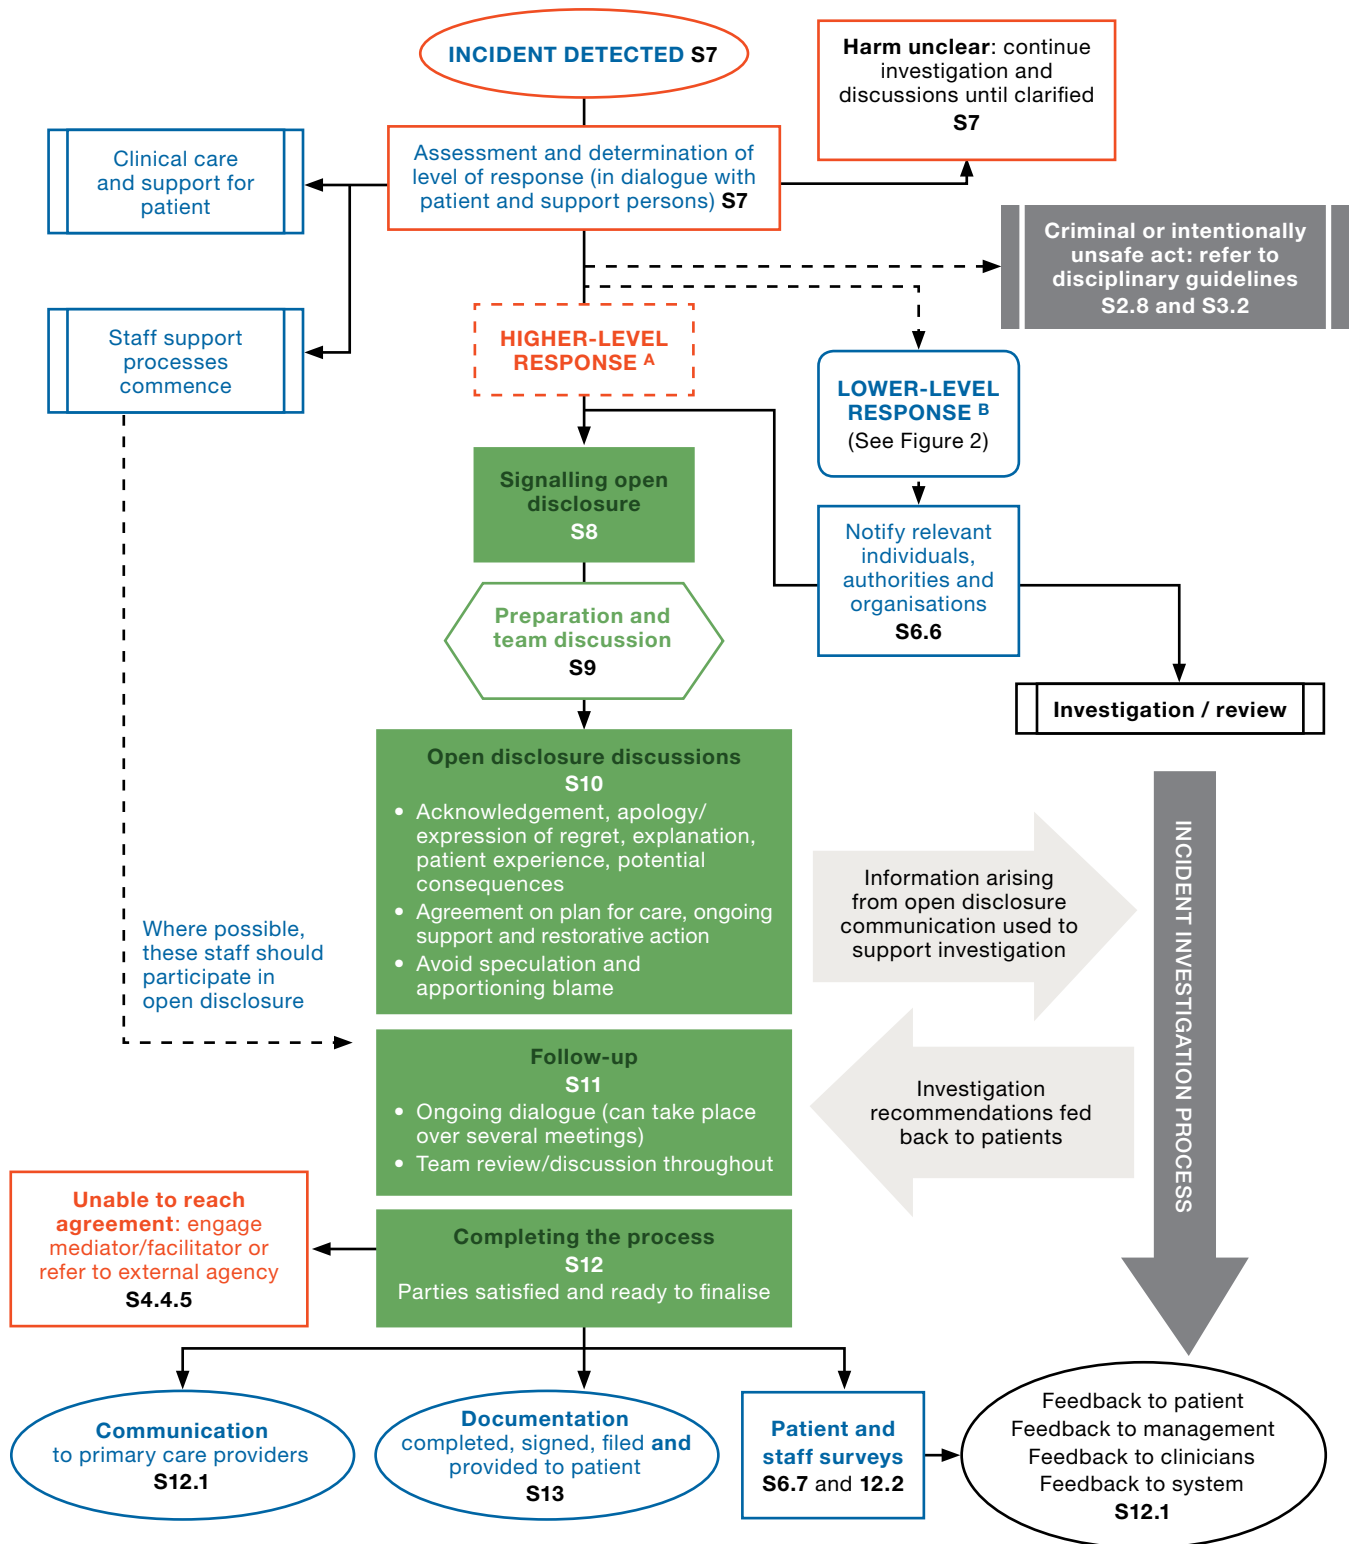 INCIDENT DETECTED S7
Harm unclear: continue
investigation and
discussions until clarified
S7
Clinical care
and support for
patient
Assessment and determination of
level of response (in dialogue with
patient and support persons) S7
Criminal or intentionally
unsafe act: refer to
disciplinary guidelines
S2.8 and S3.2
Staff support
processes
commence
HIGHER-LEVEL
RESPONSE A
LOWER-LEVEL
RESPONSE B
(See Figure 2)
Signalling open
disclosure
S8
Notify relevant
individuals,
authorities and
organisations
S6.6
Preparation and
team discussion
S9
Investigation / review
Open disclosure discussions
S10
• Acknowledgement, apology/
expression of regret, explanation,
patient experience, potential
consequences
• Agreement on plan for care, ongoing
support and restorative action
• Avoid speculation and
apportioning blame
Information arising
from open disclosure
communication used to
support investigation
INCIDENT INVESTIGATION PROCESS
Where possible,
these staff should
participate in
open disclosure
Follow-up
S11
• Ongoing dialogue (can take place
over several meetings)
• Team review/discussion throughout
Investigation
recommendations fed
back to patients
Unable to reach
agreement: engage
mediator/facilitator or
refer to external agency
S4.4.5
Completing the process
S12
Parties satisfied and ready to finalise
Communication
to primary care providers
S12.1
Documentation
completed, signed, filed and
provided to patient
S13
Patient and
staff surveys
S6.7 and 12.2
Feedback to patient
Feedback to management
Feedback to clinicians
Feedback to system
S12.1